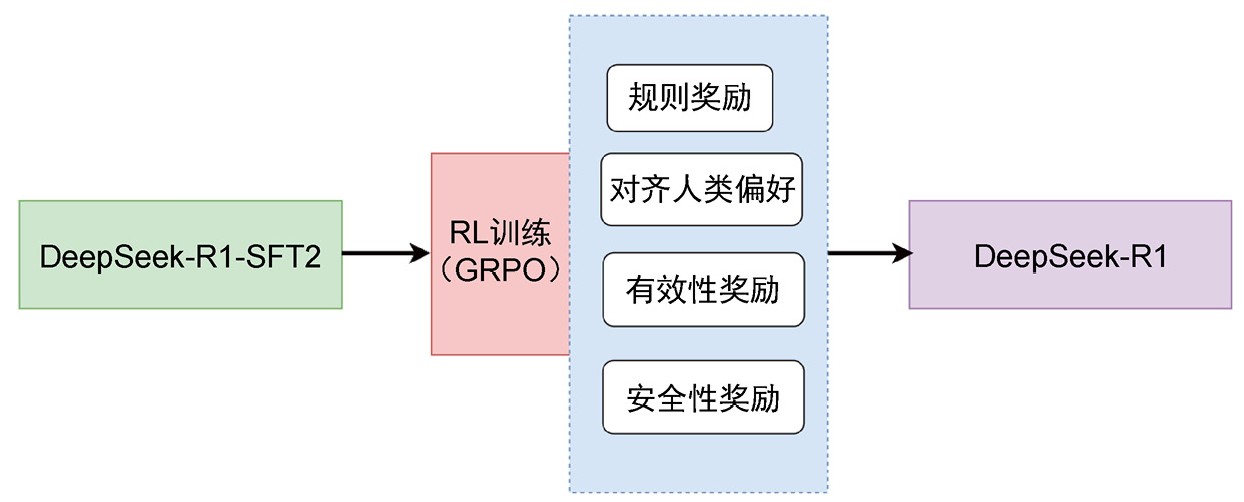 DeepSeek-R1-SFT2
RL训练
（GRPO）
规则奖励
对齐人类偏好
有效性奖励
安全性奖励
DeepSeek-R1